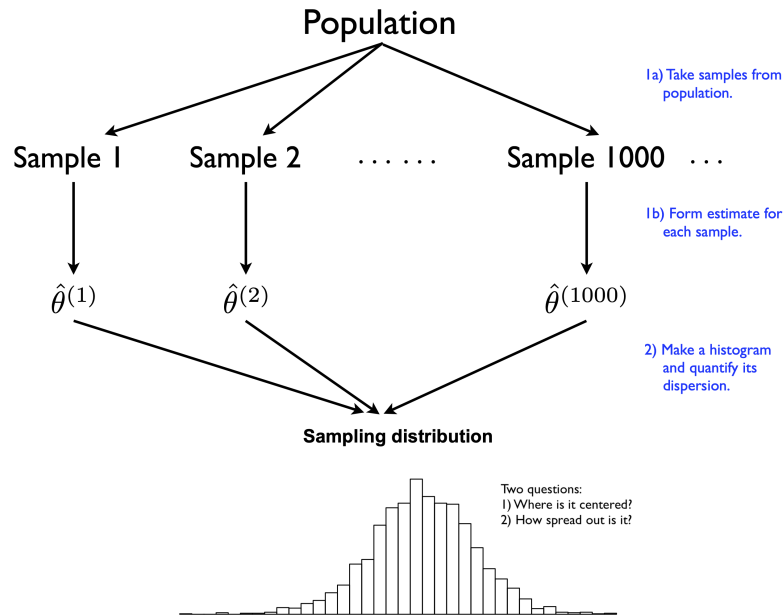 Population
1a) Take samples from
population.
Sample 1 Sample 2 ...... Sample 1000 ...
1b) Form estimate for
each sample.
θ̂⁽¹⁾ θ̂⁽²⁾ θ̂⁽¹⁰⁰⁰⁾
2) Make a histogram
and quantify its
dispersion.
Sampling distribution
Two questions:
1) Where is it centered?
2) How spread out is it?